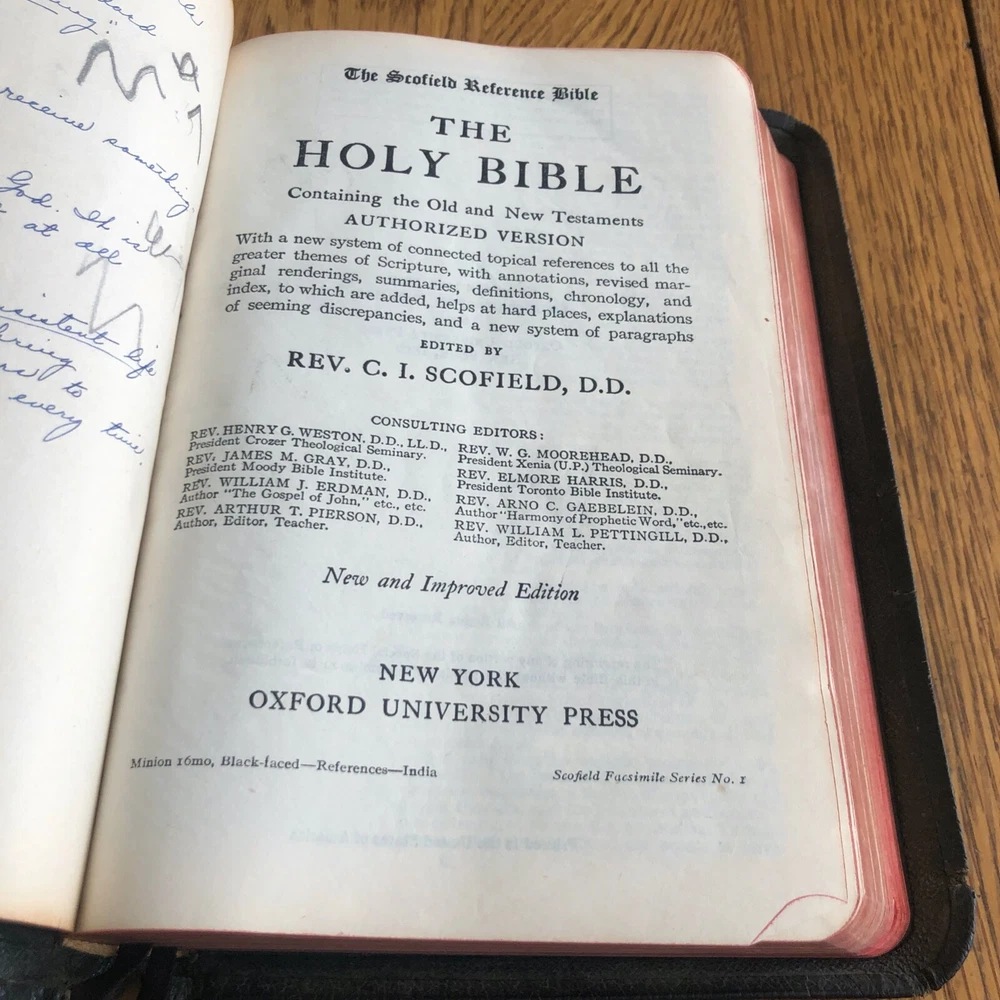 receive something
God. It is
at all
life
to
every time.
The Scofield Reference Bible
THE
HOLY BIBLE
Containing the Old and New Testaments
AUTHORIZED VERSION
With a new system of connected topical references to all the
greater themes of Scripture, with annotations, revised mar-
ginal renderings, summaries, definitions, chronology, and
index, to which are added, helps at hard places, explanations
of seeming discrepancies, and a new system of paragraphs
EDITED BY
REV. C. I. SCOFIELD, D.D.
CONSULTING EDITORS:
REV. HENRY G. WESTON, D.D., LL.D.,
President Crozer Theological Seminary.
REV. JAMES M. GRAY, D.D.,
President Moody Bible Institute.
REV. WILLIAM J. ERDMAN, D.D.,
Author "The Gospel of John," etc., etc.
REV. ARTHUR T. PIERSON, D.D.,
Author, Editor, Teacher.
REV. W. G. MOOREHEAD, D.D.,
President Xenia (U.P.) Theological Seminary.
REV. ELMORE HARRIS, D.D.,
President Toronto Bible Institute.
REV. ARNO C. GAEBELEIN, D.D.,
Author "Harmony of Prophetic Word," etc., etc.
REV. WILLIAM L. PETTINGILL, D.D.,
Author, Editor, Teacher.
New and Improved Edition
NEW YORK
OXFORD UNIVERSITY PRESS
Minion 16mo, Black-faced—References—India
Scofield Facsimile Series No. 1